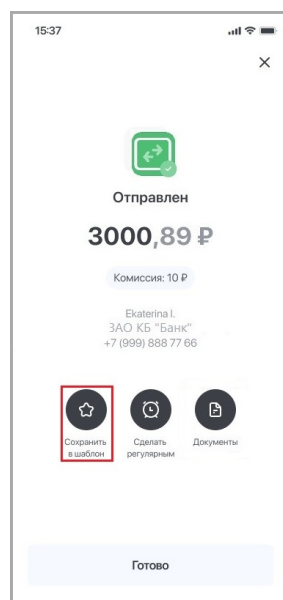 15:37
Отправлен
3000,89 ₽
Комиссия: 10 ₽
Ekaterina I.
ЗАО КБ "Банк"
+7 (999) 888 77 66
Сохранить
в шаблон
Сделать
регулярным
Документы
Готово